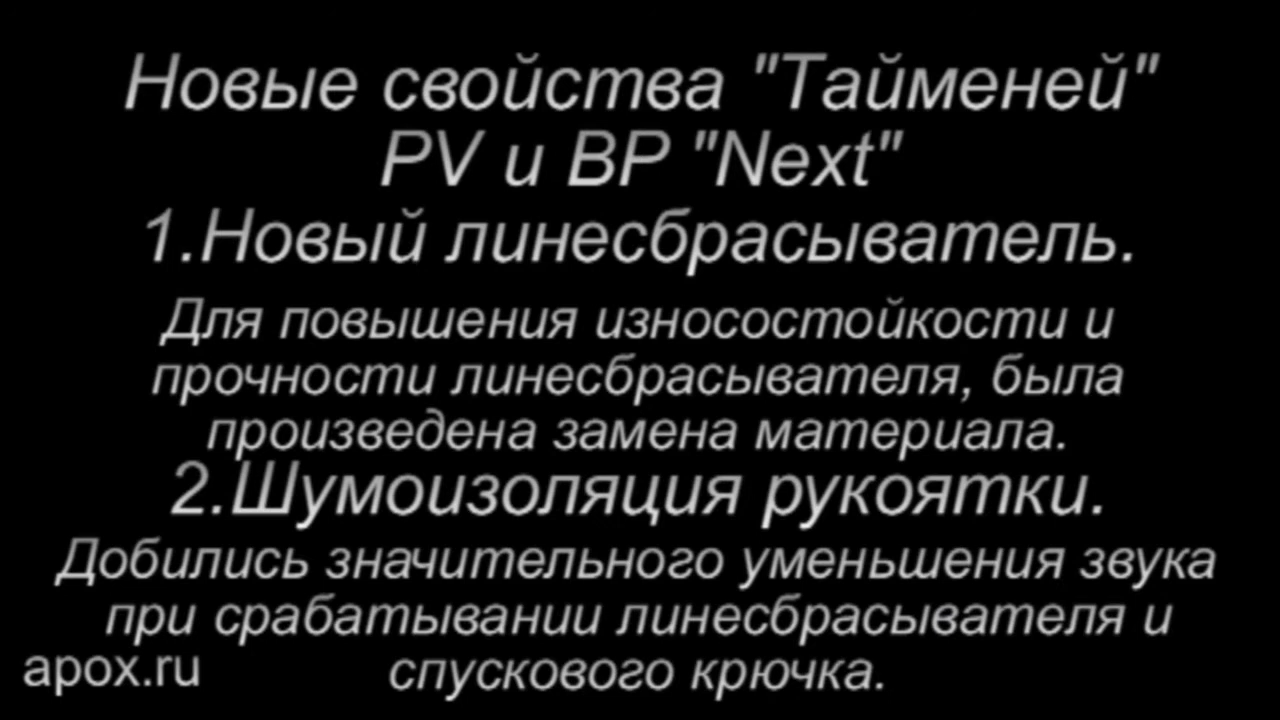 Новые свойства "Тайменей"
PV и BP "Next"
1.Новый линесбрасыватель.
Для повышения износостойкости и
прочности линесбрасывателя, была
произведена замена материала.
2.Шумоизоляция рукоятки.
Добились значительного уменьшения звука
при срабатывании линесбрасывателя и
спускового крючка.
apox.ru